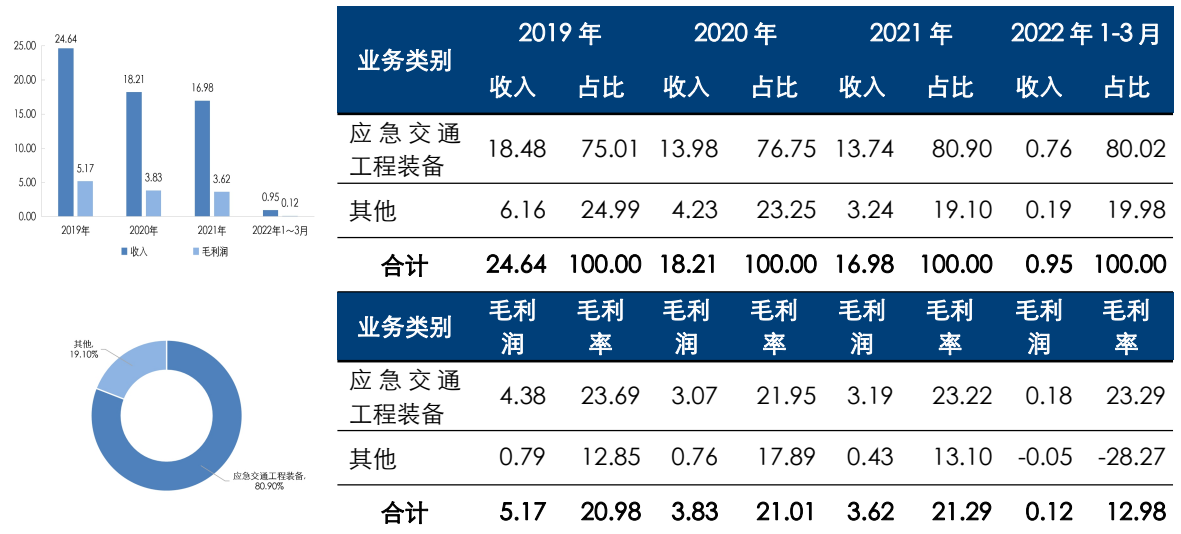 25.00
20.00
15.00
10.00
5.00
0.00
24.64
5.17
18.21
3.83
16.98
3.62
0.95
0.12
2019年 2020年 2021年 2022年1～3月
收入 毛利润
其他,
19.10%
应急交通工程装备,
80.90%
业务类别 2019 年 2020 年 2021 年 2022 年 1-3 月
收入 占比 收入 占比 收入 占比 收入 占比
应急交通
工程装备 18.48 75.01 13.98 76.75 13.74 80.90 0.76 80.02
其他 6.16 24.99 4.23 23.25 3.24 19.10 0.19 19.98
合计 24.64 100.00 18.21 100.00 16.98 100.00 0.95 100.00
业务类别 毛利 毛利 毛利 毛利 毛利 毛利 毛利 毛利
润 率 润 率 润 率 润 率
应急交通
工程装备 4.38 23.69 3.07 21.95 3.19 23.22 0.18 23.29
其他 0.79 12.85 0.76 17.89 0.43 13.10 -0.05 -28.27
合计 5.17 20.98 3.83 21.01 3.62 21.29 0.12 12.98